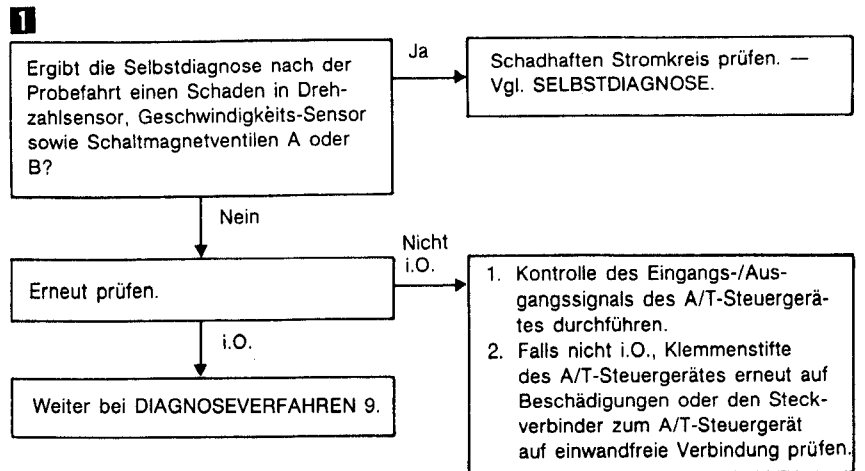 1
Ergibt die Selbstdiagnose nach der
Probefahrt einen Schaden in Dreh-
zahlsensor, Geschwindigkeits-Sensor
sowie Schaltmagnetventilen A oder
B?
Ja
Schadhaften Stromkreis prüfen. —
Vgl. SELBSTDIAGNOSE.
Nein
Erneut prüfen.
Nicht
i.O.
1. Kontrolle des Eingangs-/Aus-
gangssignals des A/T-Steuergerä-
tes durchführen.
2. Falls nicht i.O., Klemmenstifte
des A/T-Steuergerätes erneut auf
Beschädigungen oder den Steck-
verbinder zum A/T-Steuergerät
auf einwandfreie Verbindung prüfen.
i.O.
Weiter bei DIAGNOSEVERFAHREN 9.